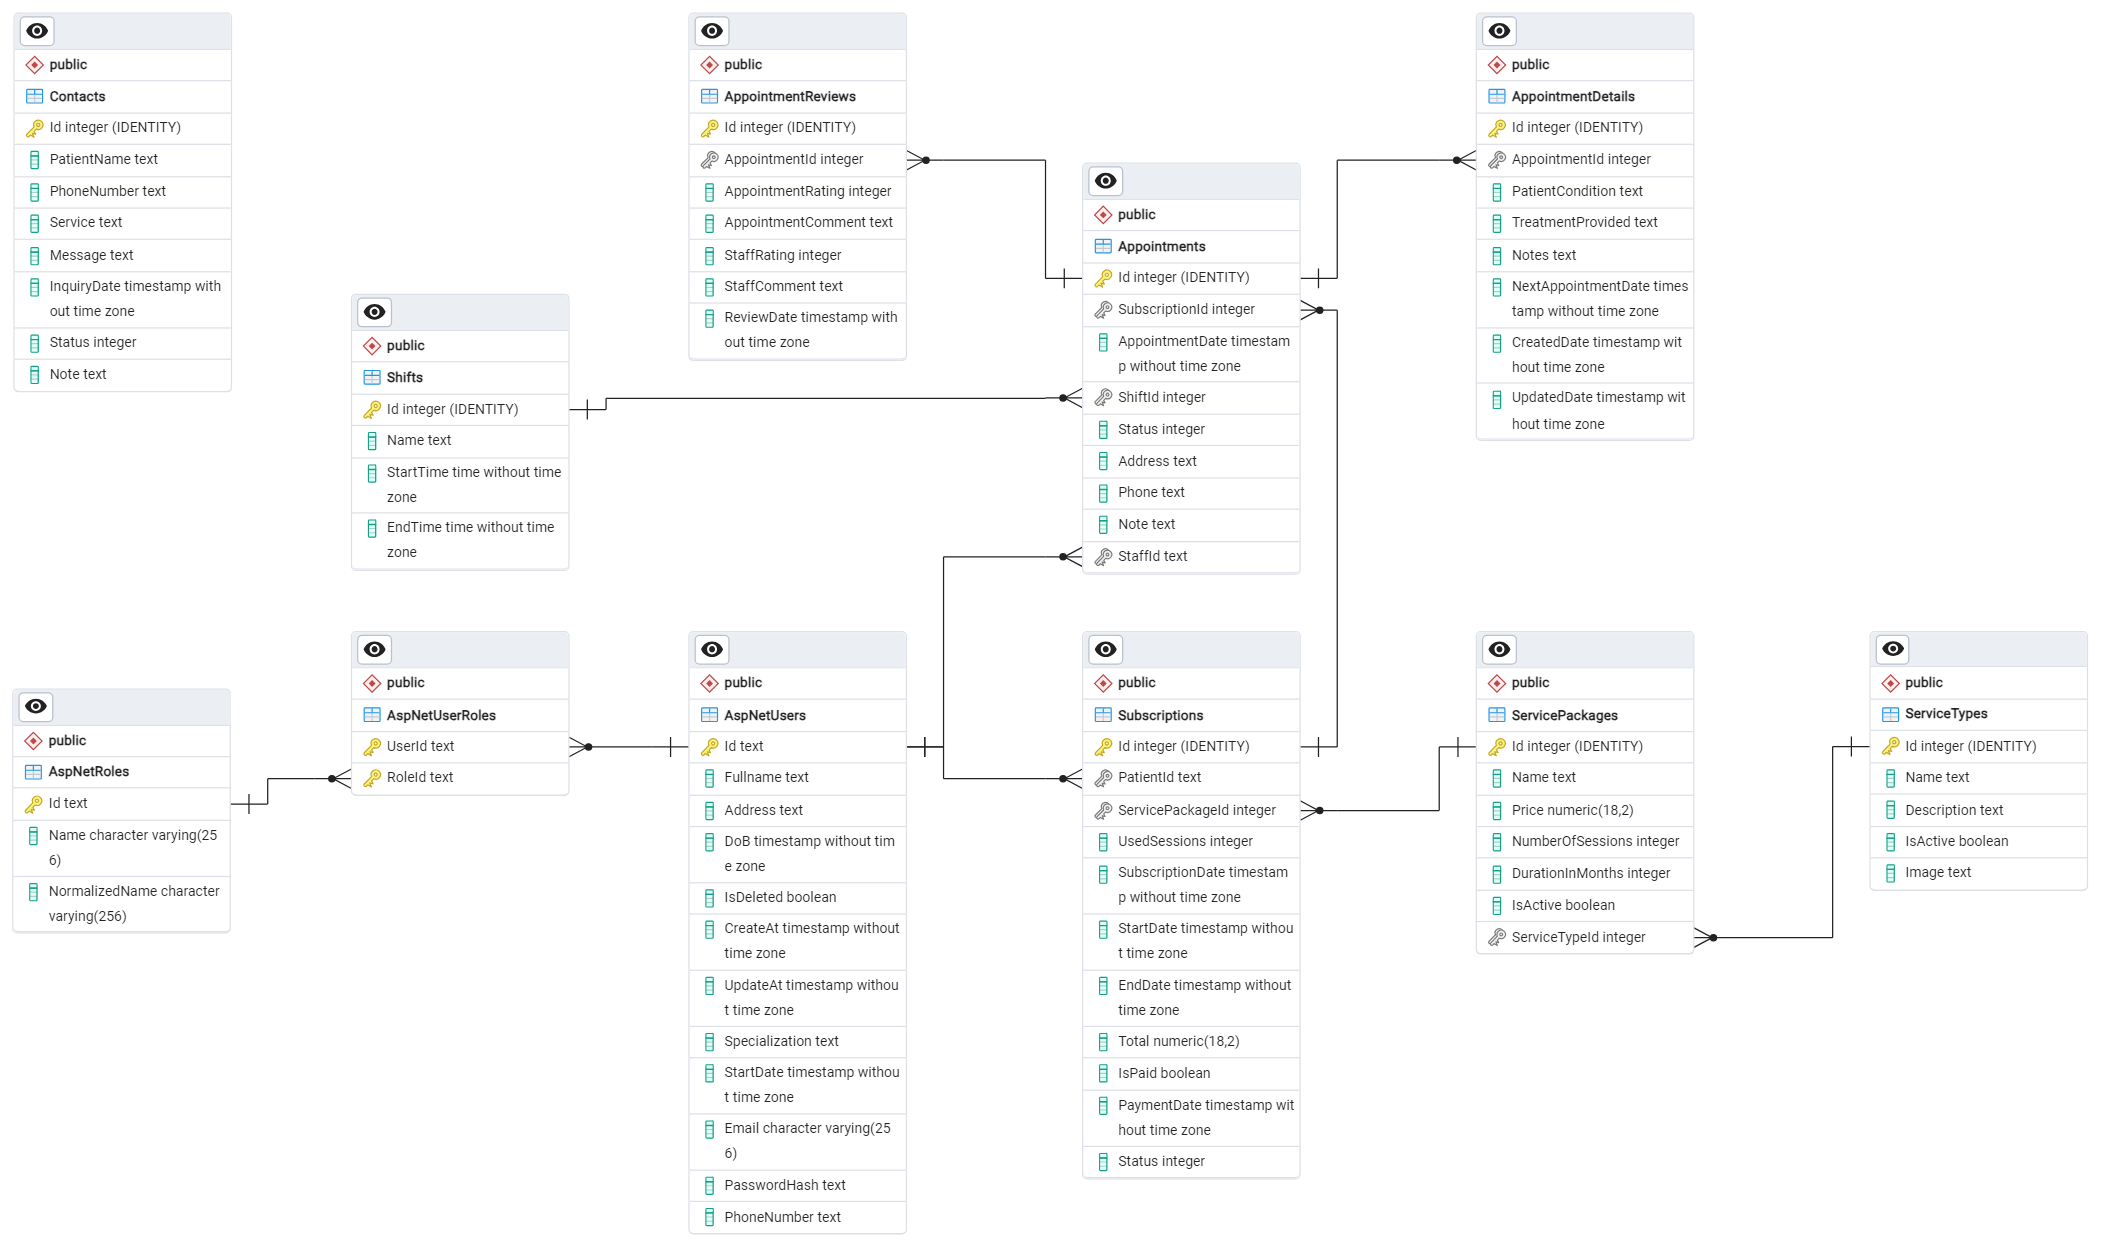 public
Contacts
Id integer (IDENTITY)
PatientName text
PhoneNumber text
Service text
Message text
InquiryDate timestamp with
out time zone
Status integer
Note text
public
AppointmentReviews
Id integer (IDENTITY)
AppointmentId integer
AppointmentRating integer
AppointmentComment text
StaffRating integer
StaffComment text
ReviewDate timestamp with
out time zone
public
AppointmentDetails
Id integer (IDENTITY)
AppointmentId integer
PatientCondition text
TreatmentProvided text
Notes text
NextAppointmentDate times
tamp without time zone
CreatedDate timestamp wit
hout time zone
UpdatedDate timestamp wit
hout time zone
public
Appointments
Id integer (IDENTITY)
SubscriptionId integer
AppointmentDate timestam
p without time zone
ShiftId integer
Status integer
Address text
Phone text
Note text
StaffId text
public
Shifts
Id integer (IDENTITY)
Name text
StartTime time without time
zone
EndTime time without time
zone
public
AspNetRoles
Id text
Name character varying(25
6)
NormalizedName character
varying(256)
public
AspNetUserRoles
UserId text
RoleId text
public
AspNetUsers
Id text
Fullname text
Address text
DoB timestamp without tim
e zone
IsDeleted boolean
CreateAt timestamp without
time zone
UpdateAt timestamp withou
t time zone
Specialization text
StartDate timestamp withou
t time zone
Email character varying(25
6)
PasswordHash text
PhoneNumber text
public
Subscriptions
Id integer (IDENTITY)
PatientId text
ServicePackageId integer
UsedSessions integer
SubscriptionDate timestam
p without time zone
StartDate timestamp withou
t time zone
EndDate timestamp without
time zone
Total numeric(18,2)
IsPaid boolean
PaymentDate timestamp wit
hout time zone
Status integer
public
ServicePackages
Id integer (IDENTITY)
Name text
Price numeric(18,2)
NumberOfSessions integer
DurationInMonths integer
IsActive boolean
ServiceTypeId integer
public
ServiceTypes
Id integer (IDENTITY)
Name text
Description text
IsActive boolean
Image text